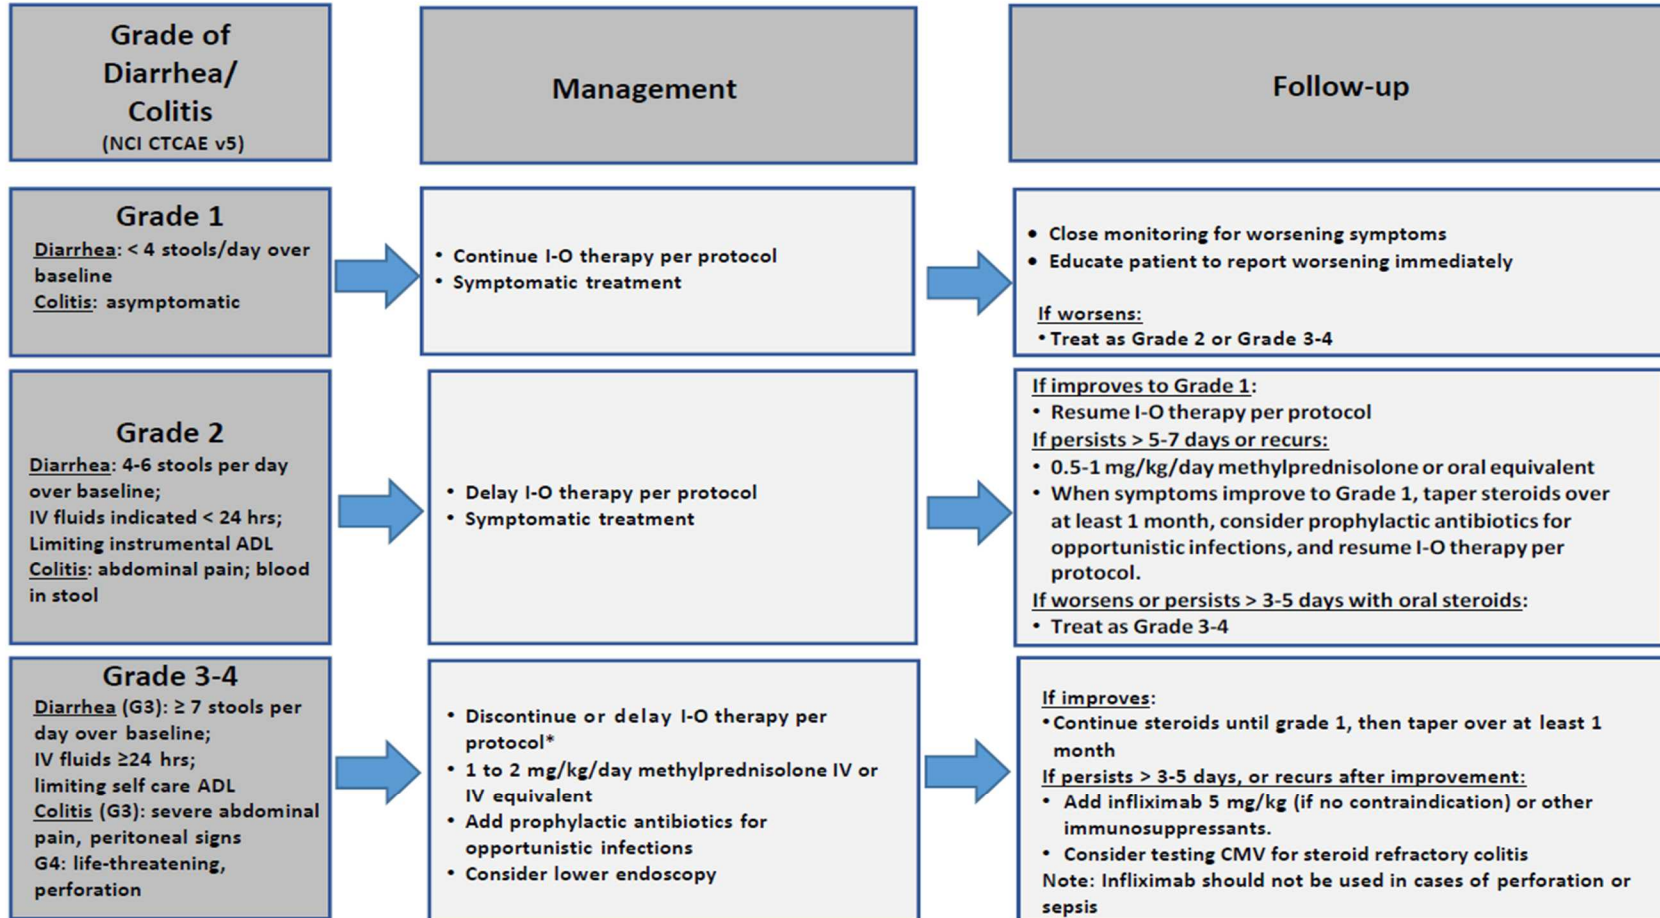 Grade of
Diarrhea/
Colitis
(NCI CTCAE v5)
Management
Follow-up
Grade 1
Diarrhea: < 4 stools/day over
baseline
Colitis: asymptomatic
• Continue I-O therapy per protocol
• Symptomatic treatment
• Close monitoring for worsening symptoms
• Educate patient to report worsening immediately
If worsens:
• Treat as Grade 2 or Grade 3-4
Grade 2
Diarrhea: 4-6 stools per day
over baseline;
IV fluids indicated < 24 hrs;
Limiting instrumental ADL
Colitis: abdominal pain; blood
in stool
• Delay I-O therapy per protocol
• Symptomatic treatment
If improves to Grade 1:
• Resume I-O therapy per protocol
If persists > 5-7 days or recurs:
• 0.5-1 mg/kg/day methylprednisolone or oral equivalent
• When symptoms improve to Grade 1, taper steroids over
at least 1 month, consider prophylactic antibiotics for
opportunistic infections, and resume I-O therapy per
protocol.
If worsens or persists > 3-5 days with oral steroids:
• Treat as Grade 3-4
Grade 3-4
Diarrhea (G3): ≥ 7 stools per
day over baseline;
IV fluids ≥24 hrs;
limiting self care ADL
Colitis (G3): severe abdominal
pain, peritoneal signs
G4: life-threatening,
perforation
• Discontinue or delay I-O therapy per
protocol*
• 1 to 2 mg/kg/day methylprednisolone IV or
IV equivalent
• Add prophylactic antibiotics for
opportunistic infections
• Consider lower endoscopy
If improves:
• Continue steroids until grade 1, then taper over at least 1
month
If persists > 3-5 days, or recurs after improvement:
• Add infliximab 5 mg/kg (if no contraindication) or other
immunosuppressants.
• Consider testing CMV for steroid refractory colitis
Note: Infliximab should not be used in cases of perforation or
sepsis